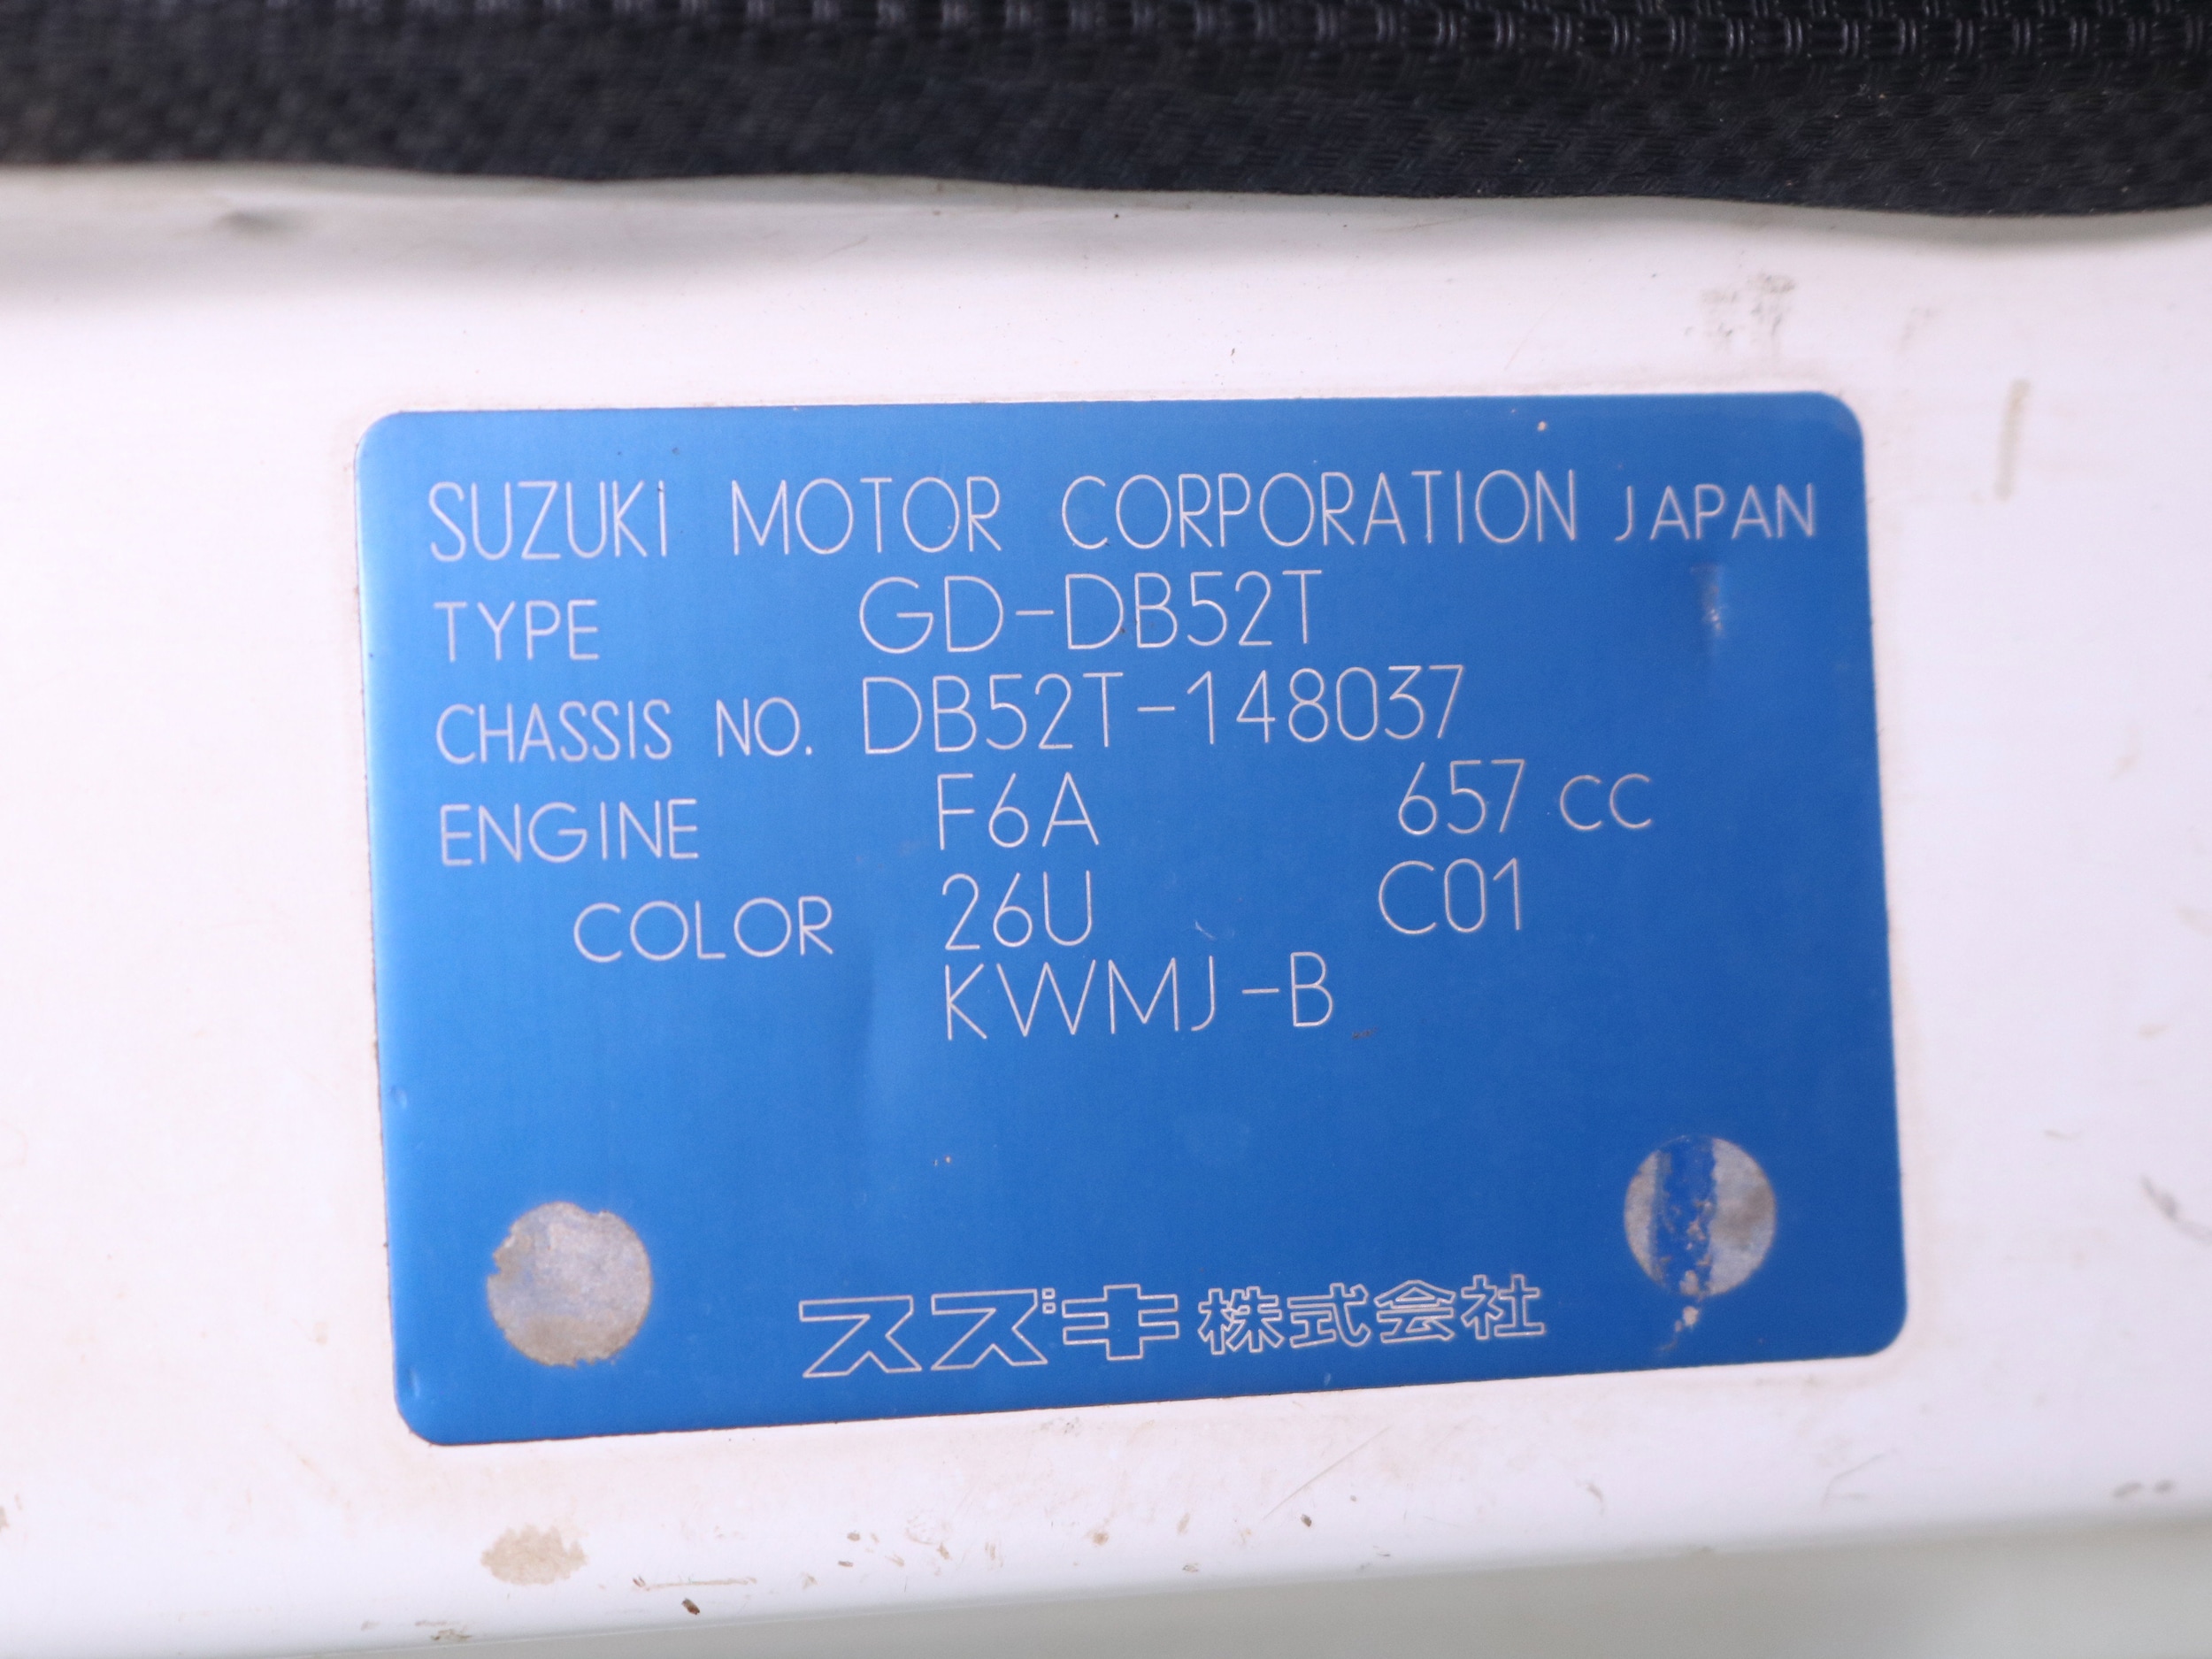 SUZUKI MOTOR CORPORATION JAPAN
TYPE GD-DB52T
CHASSIS NO. DB52T-148037
ENGINE F6A 657 CC
COLOR 26U C01
KWMJ-B
スズキ株式会社